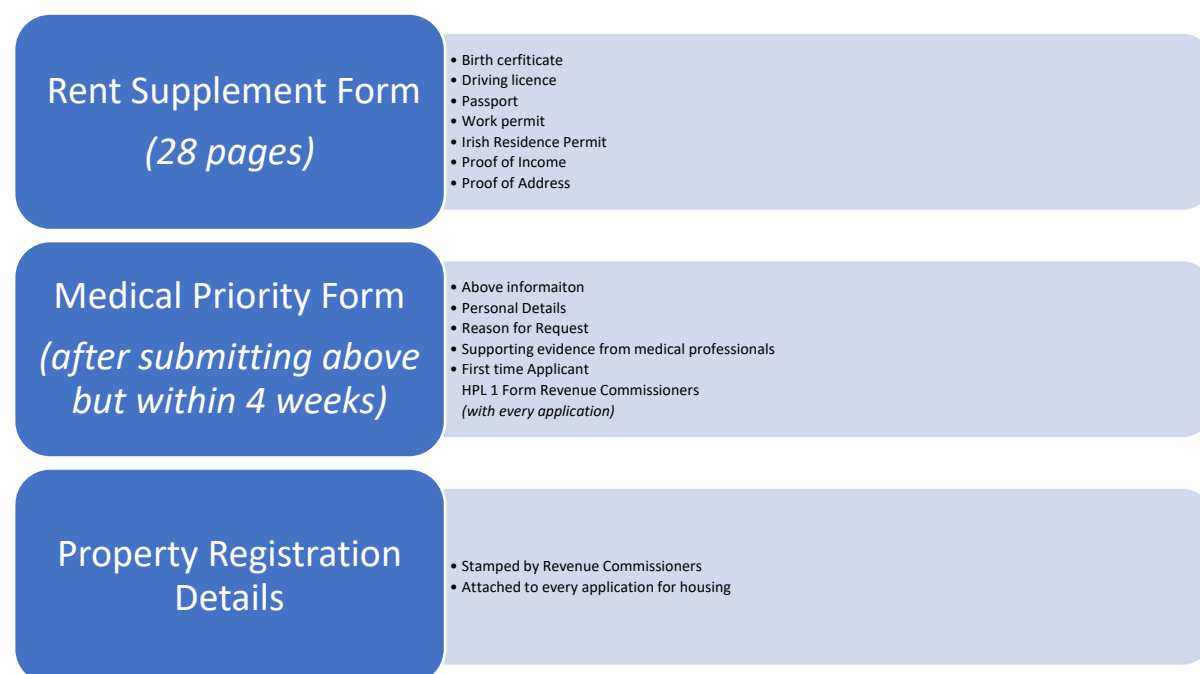 Rent Supplement Form
(28 pages)
• Birth cerfiticate
• Driving licence
• Passport
• Work permit
• Irish Residence Permit
• Proof of Income
• Proof of Address
Medical Priority Form
(after submitting above
but within 4 weeks)
• Above informaiton
• Personal Details
• Reason for Request
• Supporting evidence from medical professionals
• First time Applicant
HPL 1 Form Revenue Commissioners
(with every application)
Property Registration
Details
• Stamped by Revenue Commissioners
• Attached to every application for housing